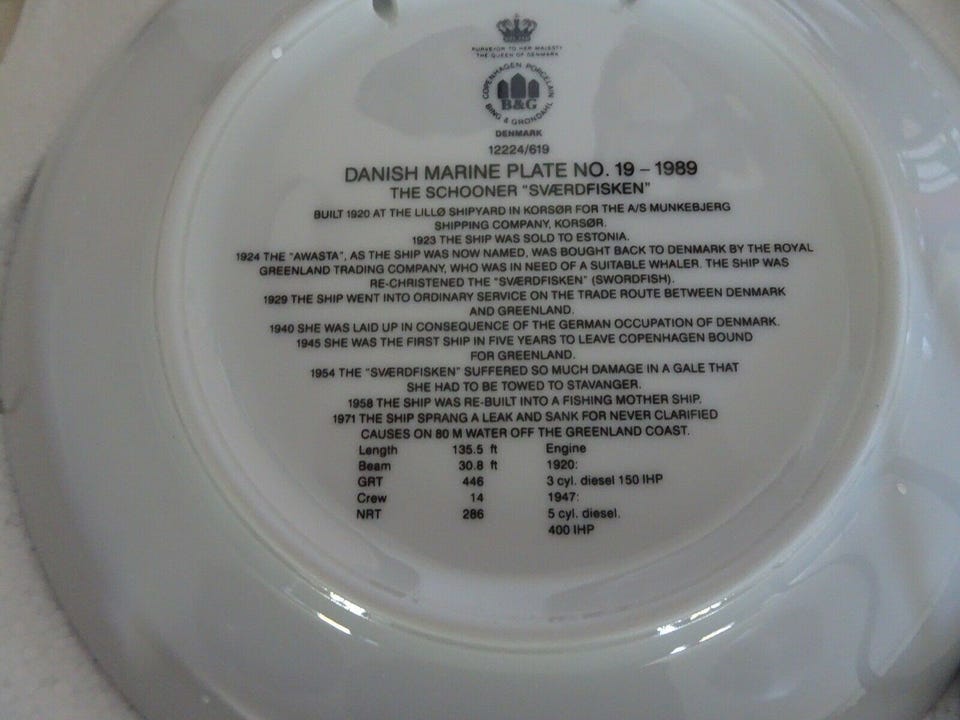 PURVEYOR TO HER MAJESTY
THE QUEEN OF DENMARK
COPENHAGEN PORCELAIN
B&G
BING & GRONDAHL
DENMARK
12224/619
DANISH MARINE PLATE NO. 19 – 1989
THE SCHOONER "SVÆRDFISKEN"
BUILT 1920 AT THE LILLØ SHIPYARD IN KORSØR FOR THE A/S MUNKEBJERG
SHIPPING COMPANY, KORSØR.
1923 THE SHIP WAS SOLD TO ESTONIA.
1924 THE "AWASTA", AS THE SHIP WAS NOW NAMED, WAS BOUGHT BACK TO DENMARK BY THE ROYAL
GREENLAND TRADING COMPANY, WHO WAS IN NEED OF A SUITABLE WHALER. THE SHIP WAS
RE-CHRISTENED THE "SVÆRDFISKEN" (SWORDFISH).
1929 THE SHIP WENT INTO ORDINARY SERVICE ON THE TRADE ROUTE BETWEEN DENMARK
AND GREENLAND.
1940 SHE WAS LAID UP IN CONSEQUENCE OF THE GERMAN OCCUPATION OF DENMARK.
1945 SHE WAS THE FIRST SHIP IN FIVE YEARS TO LEAVE COPENHAGEN BOUND
FOR GREENLAND.
1954 THE "SVÆRDFISKEN" SUFFERED SO MUCH DAMAGE IN A GALE THAT
SHE HAD TO BE TOWED TO STAVANGER.
1958 THE SHIP WAS RE-BUILT INTO A FISHING MOTHER SHIP.
1971 THE SHIP SPRANG A LEAK AND SANK FOR NEVER CLARIFIED
CAUSES ON 80 M WATER OFF THE GREENLAND COAST.
Length 135.5 ft Engine
Beam 30.8 ft 1920:
GRT 446 3 cyl. diesel 150 IHP
Crew 14 1947:
NRT 286 5 cyl. diesel.
400 IHP